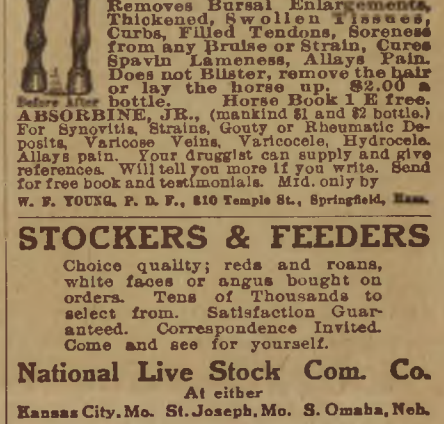 Removes Bursal Enlargements,
Thickened, Swollen Tissues,
Curbs, Filled Tendons, Soreness
from any Bruise or Strain, Cures
Spavin Lameness, Allays Pain.
Does not Blister, remove the hair
or lay the horse up. $2.00 a
Before After
bottle. Horse Book 1 E free.
ABSORBINE, JR., (mankind $1 and $2 bottle.)
For Synovitis, Strains, Gouty or Rheumatic De-
posits, Varicose Veins, Varicocele, Hydrocele.
Allays pain. Your druggist can supply and give
references. Will tell you more if you write. Send
for free book and testimonials. Mfd. only by
W. F. YOUNG, P. D. F., 210 Temple St., Springfield, Mass.
STOCKERS & FEEDERS
Choice quality; reds and roans,
white faces or angus bought on
orders. Tens of Thousands to
select from. Satisfaction Guar-
anteed. Correspondence Invited.
Come and see for yourself.
National Live Stock Com. Co.
At either
Kansas City, Mo. St. Joseph, Mo. S. Omaha, Neb.